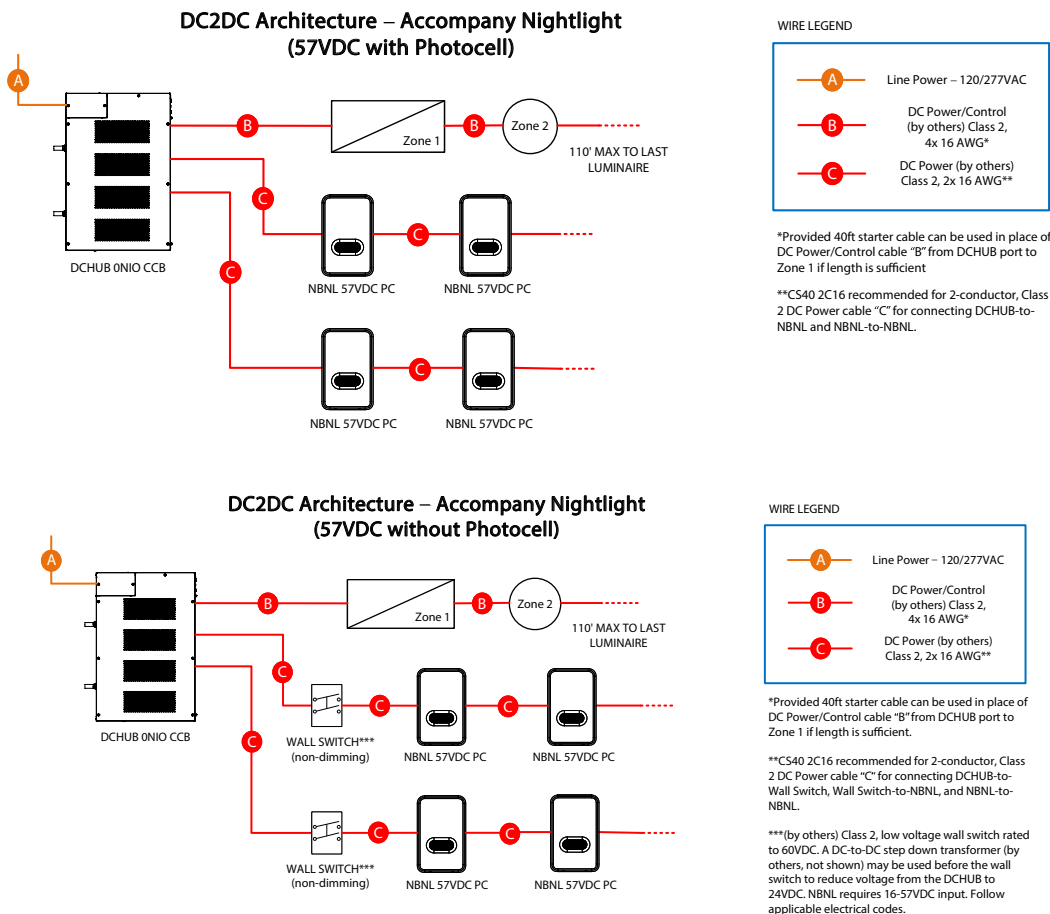 DC2DC Architecture – Accompany Nightlight
(57VDC with Photocell)
A
B
Zone 1
B
Zone 2
110' MAX TO LAST
LUMINAIRE
C
C
C
DCHUB 0NIO CCB
NBNL 57VDC PC
NBNL 57VDC PC
C
NBNL 57VDC PC
NBNL 57VDC PC
WIRE LEGEND
A
Line Power – 120/277VAC
B
DC Power/Control
(by others) Class 2,
4x 16 AWG*
C
DC Power (by others)
Class 2, 2x 16 AWG**
*Provided 40ft starter cable can be used in place of
DC Power/Control cable “B” from DCHUB port to
Zone 1 if length is sufficient
**CS40 2C16 recommended for 2-conductor, Class
2 DC Power cable “C” for connecting DCHUB-to-
NBNL and NBNL-to-NBNL.
DC2DC Architecture – Accompany Nightlight
(57VDC without Photocell)
A
B
Zone 1
B
Zone 2
110' MAX TO LAST
LUMINAIRE
C
C
C
DCHUB 0NIO CCB
C
WALL SWITCH***
(non-dimming)
NBNL 57VDC PC
NBNL 57VDC PC
C
C
WALL SWITCH***
(non-dimming)
NBNL 57VDC PC
NBNL 57VDC PC
WIRE LEGEND
A
Line Power – 120/277VAC
B
DC Power/Control
(by others) Class 2,
4x 16 AWG*
C
DC Power (by others)
Class 2, 2x 16 AWG**
*Provided 40ft starter cable can be used in place of
DC Power/Control cable “B” from DCHUB port to
Zone 1 if length is sufficient.
**CS40 2C16 recommended for 2-conductor, Class
2 DC Power cable “C” for connecting DCHUB-to-
Wall Switch, Wall Switch-to-NBNL, and NBNL-to-
NBNL.
***(by others) Class 2, low voltage wall switch rated
to 60VDC. A DC-to-DC step down transformer (by
others, not shown) may be used before the wall
switch to reduce voltage from the DCHUB to
24VDC. NBNL requires 16-57VDC input. Follow
applicable electrical codes.